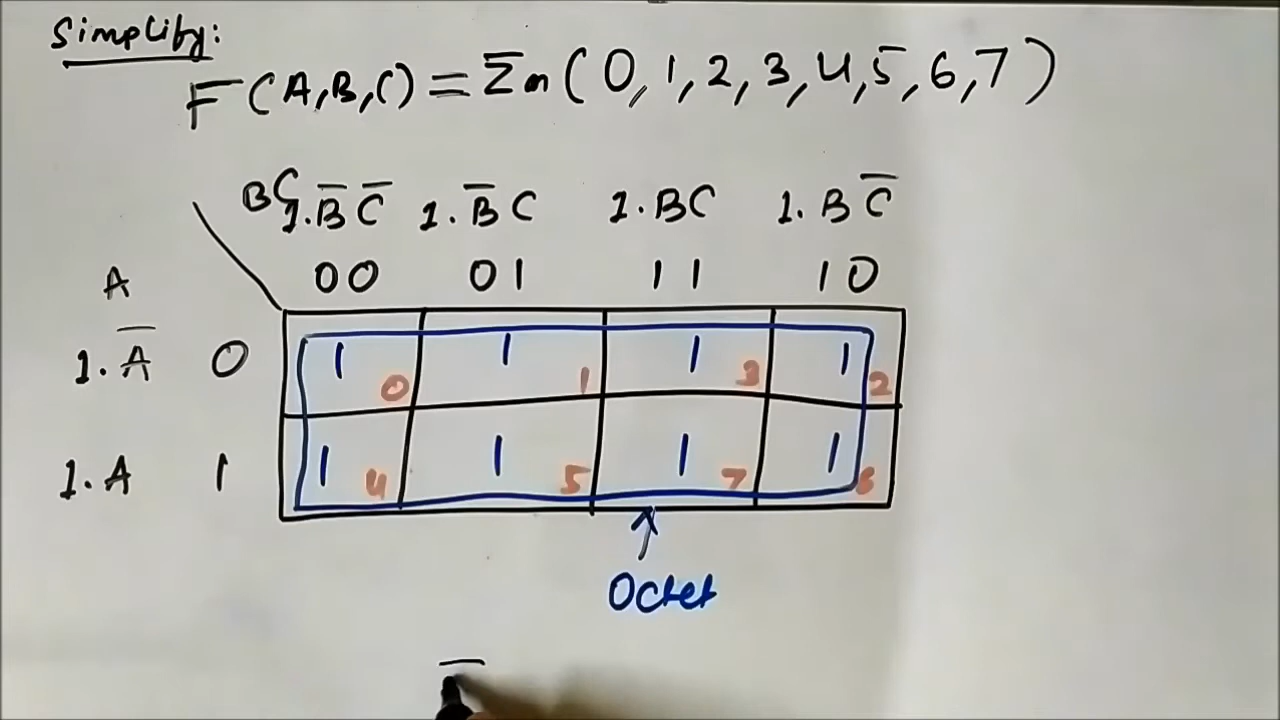 Simplify:
F(A,B,C) = Σm(0,1,2,3,4,5,6,7)
BC
1.B̅ C̅ 1.B̅ C 1.BC 1.B C̅
A 00 01 11 10
1.A̅ 0 1 1 1 1
0 1 3 2
1.A 1 1 1 1 1
4 5 7 6
Octet